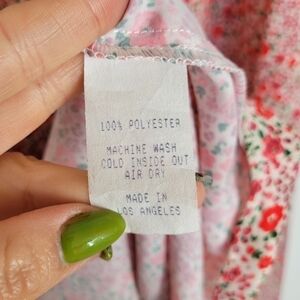 100% POLYESTER
MACHINE WASH
COLD INSIDE OUT
AIR DRY
MADE IN
LOS ANGELES